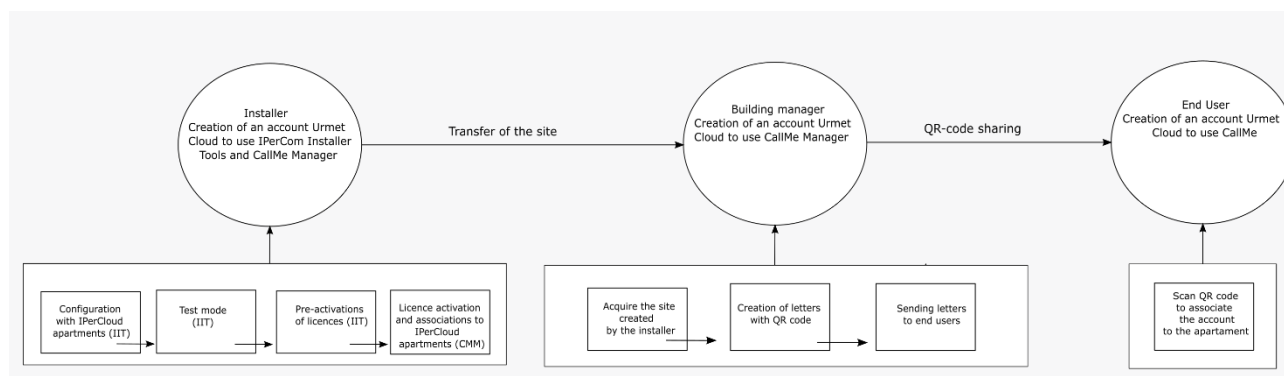 Installer
Creation of an account Urmet
Cloud to use IPerCom Installer
Tools and CallMe Manager
Transfer of the site
Building manager
Creation of an account Urmet
Cloud to use CallMe Manager
QR-code sharing
End User
Creation of an account Urmet
Cloud to use CallMe
Configuration
with IPerCloud
apartments (IIT)
Test mode
(IIT)
Pre-activations
of licences (IIT)
Licence activation
and associations to
IPerCloud
apartments (CMM)
Acquire the site
created
by the installer
Creation of letters
with QR code
Sending letters
to end users
Scan QR code
to associate
the account
to the apartament